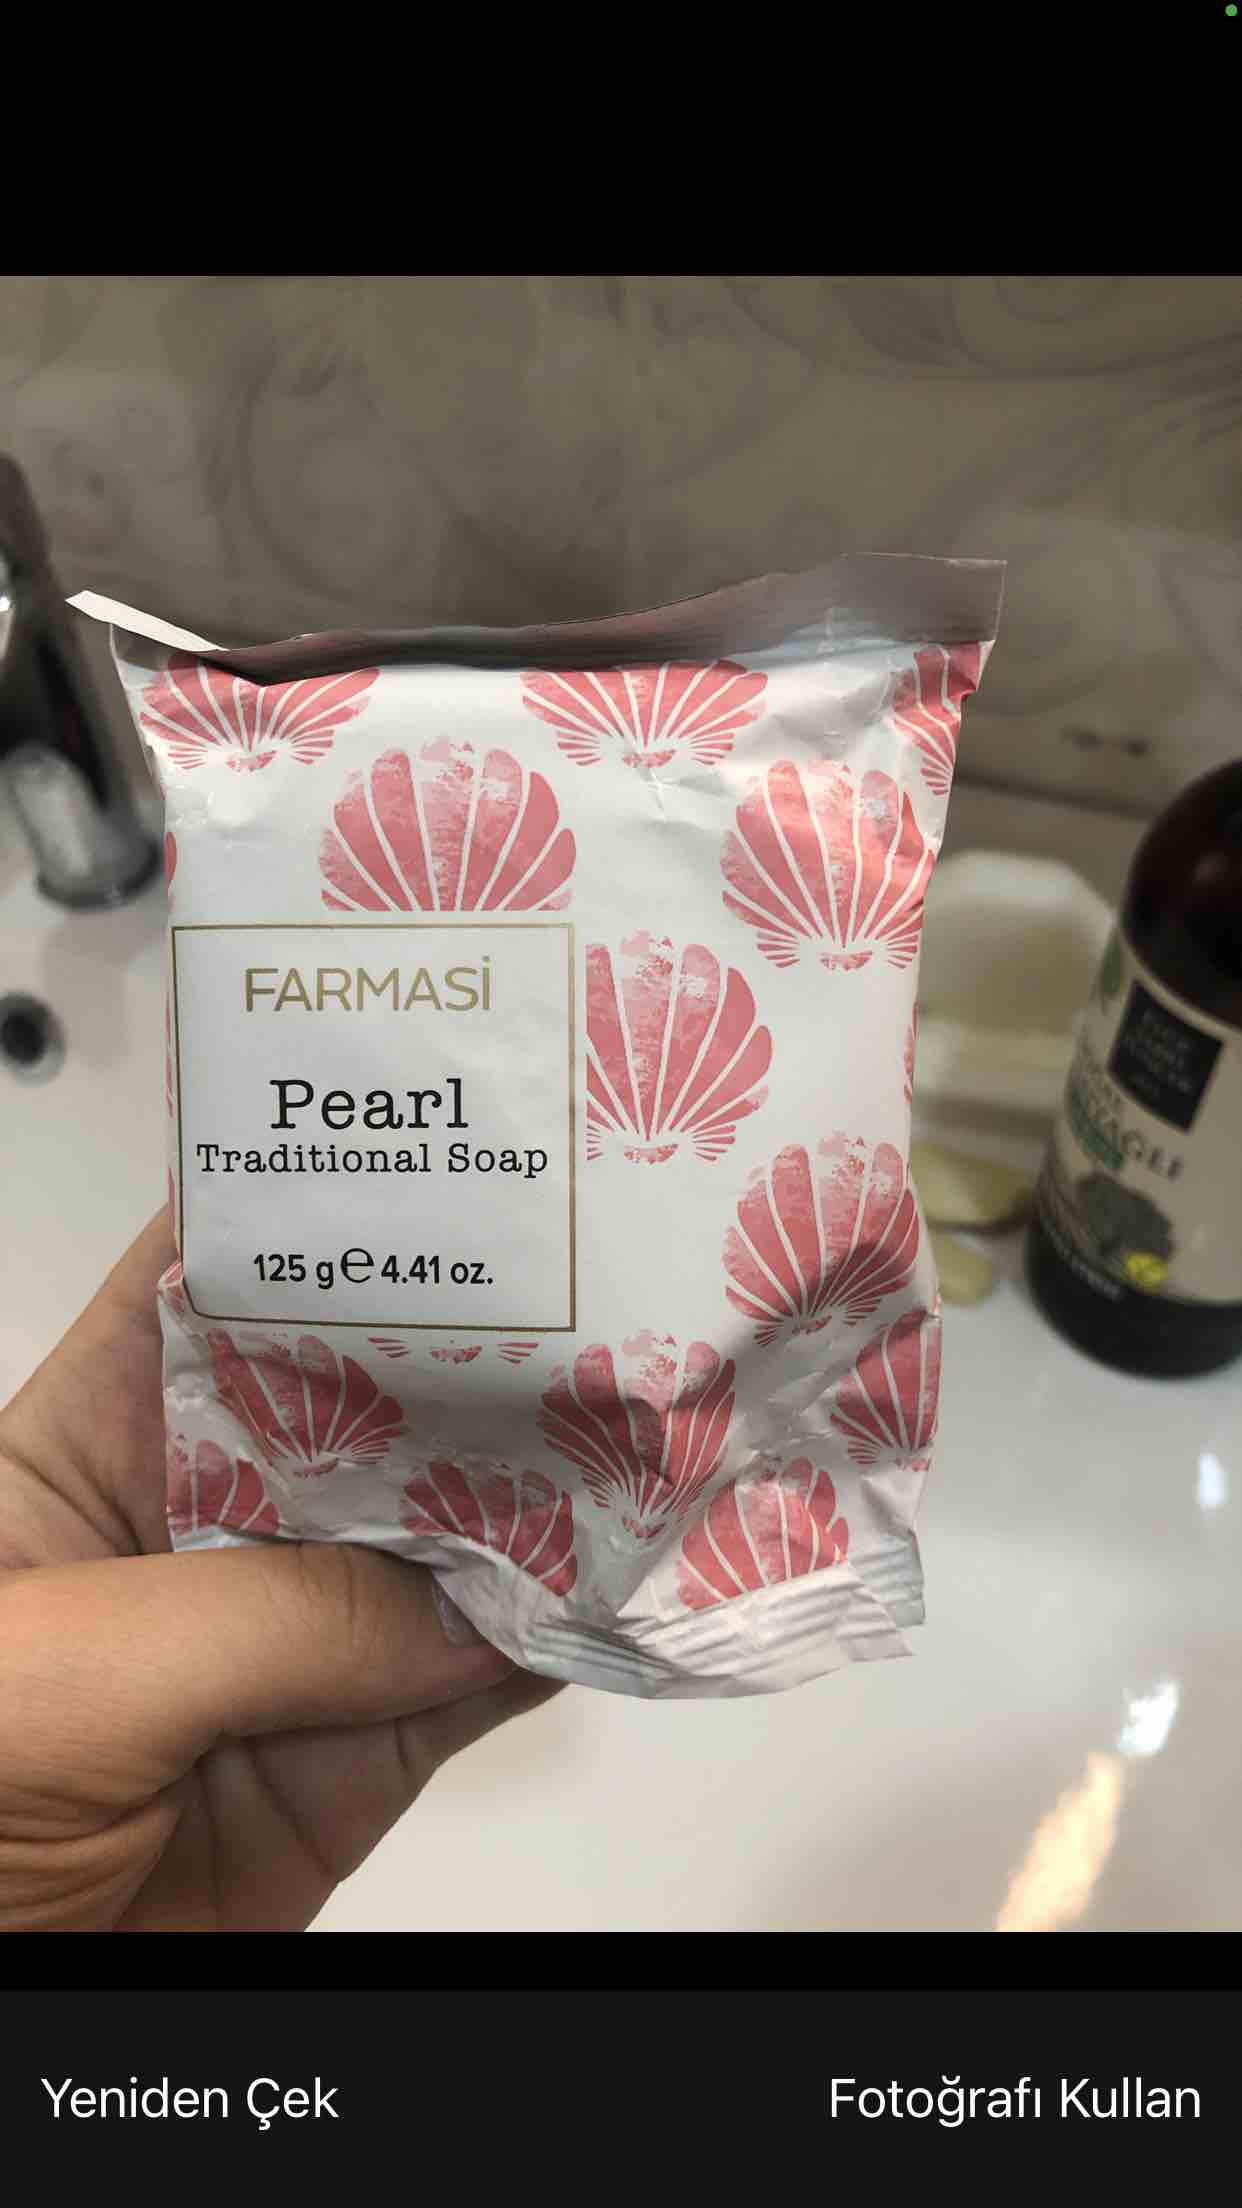 FARMASİ
Pearl
Traditional Soap
125 g ℮ 4.41 oz.
Yeniden Çek
Fotoğrafı Kullan